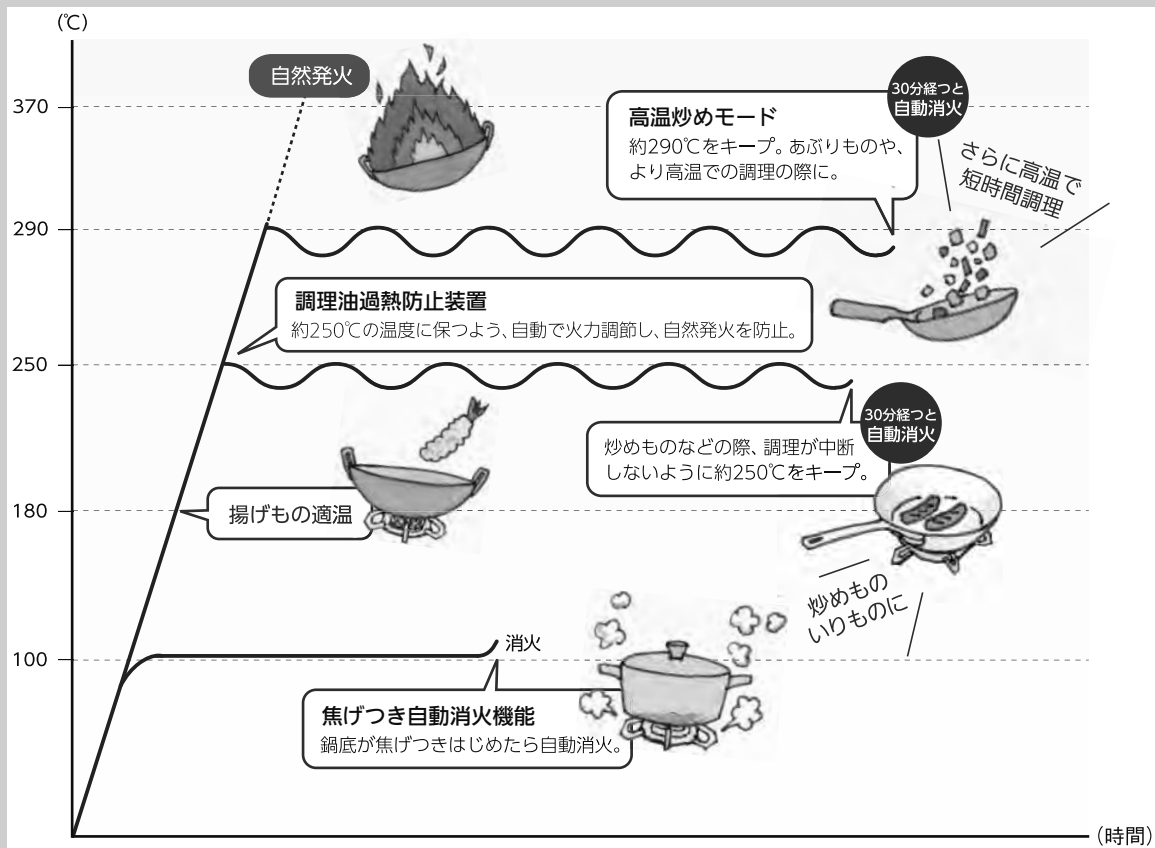 (℃)
370
290
250
180
100
自然発火
30分経つと
自動消火
高温炒めモード
約290℃をキープ。あぶりものや、
より高温での調理の際に。
さらに高温で
短時間調理
調理油過熱防止装置
約250℃の温度に保つよう、自動で火力調節し、自然発火を防止。
30分経つと
自動消火
炒めものなどの際、調理が中断
しないように約250℃をキープ。
揚げもの適温
炒めもの
いりものに
消火
焦げつき自動消火機能
鍋底が焦げつきはじめたら自動消火。
(時間)